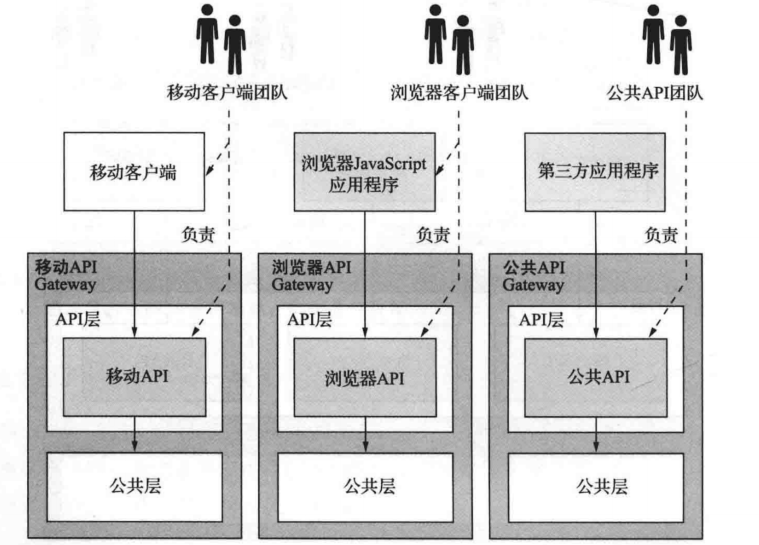 移动客户端团队
浏览器客户端团队
公共API团队
移动客户端
浏览器JavaScript
应用程序
第三方应用程序
负责
负责
负责
移动API
Gateway
浏览器API
Gateway
公共API
Gateway
API层
API层
API层
移动API
浏览器API
公共API
公共层
公共层
公共层